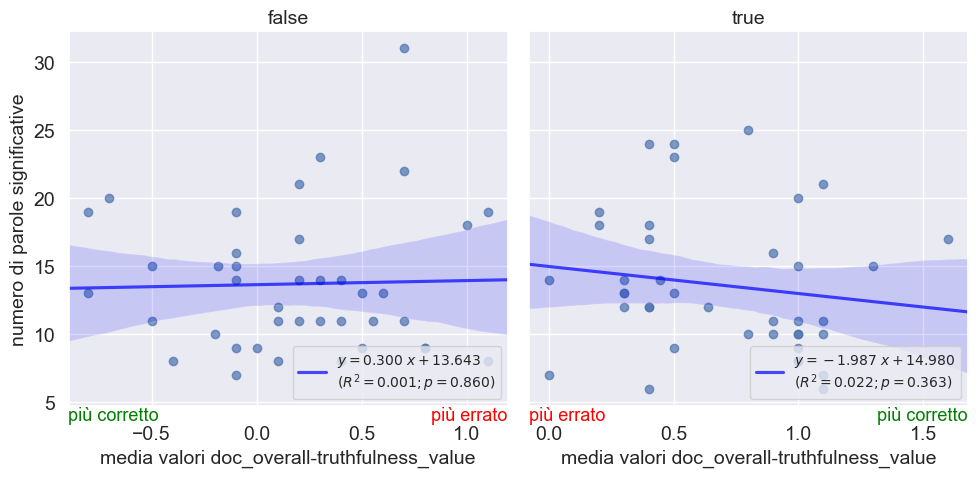 false
true
numero di parole significative
30
25
20
15
10
5
y = 0.300 x + 13.643
(R² = 0.001; p = 0.860)
y = −1.987 x + 14.980
(R² = 0.022; p = 0.363)
più corretto
più errato
più errato
più corretto
−0.5
0.0
0.5
1.0
0.0
0.5
1.0
1.5
media valori doc_overall-truthfulness_value
media valori doc_overall-truthfulness_value